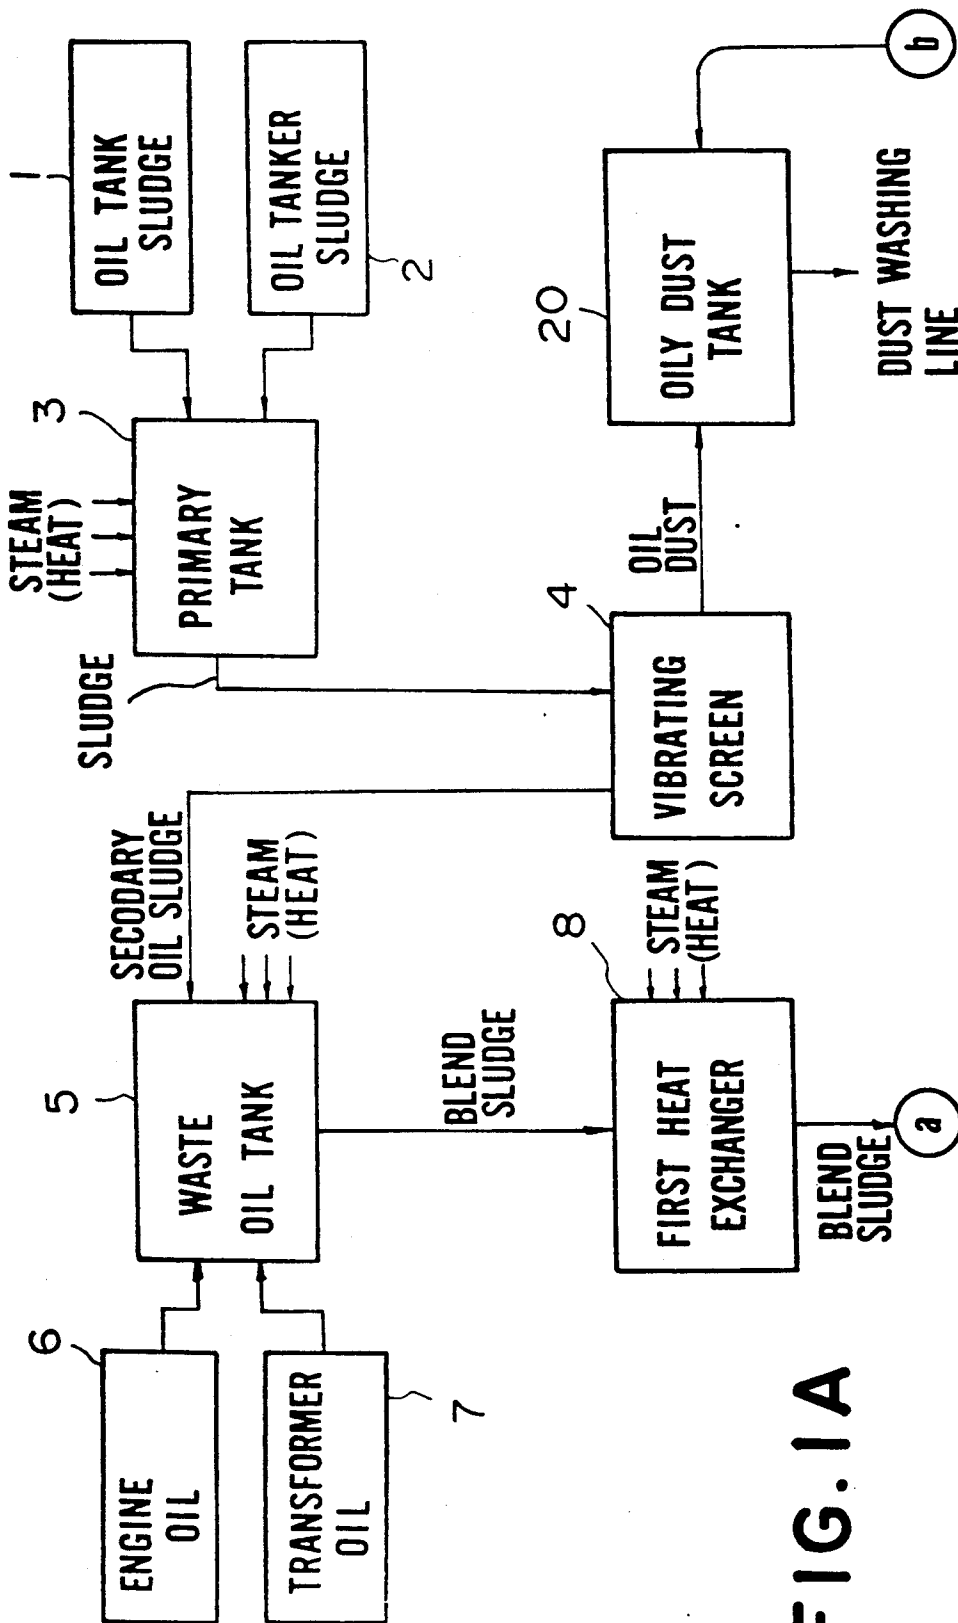 6
ENGINE
OIL
TRANSFORMER
OIL
7
5
WASTE
OIL TANK
SECODARY
OIL SLUDGE
STEAM
(HEAT)
SLUDGE
STEAM
(HEAT)
3
PRIMARY
TANK
1
OIL TANK
SLUDGE
OIL TANKER
SLUDGE
2
BLEND
SLUDGE
8
STEAM
(HEAT)
FIRST HEAT
EXCHANGER
BLEND
SLUDGE
a
4
VIBRATING
SCREEN
OIL
DUST
20
OILY DUST
TANK
DUST WASHING
LINE
b
FIG. 1A